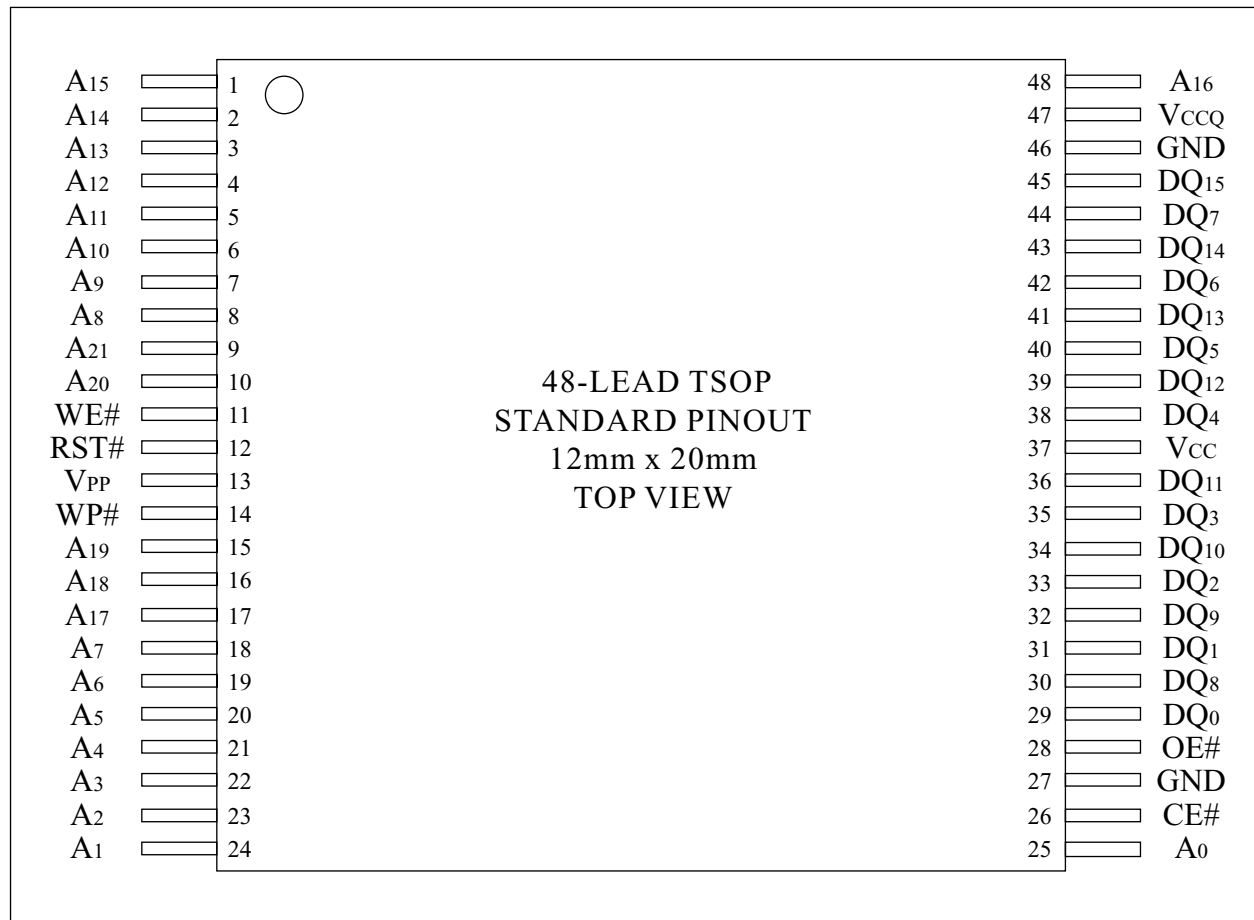 A15 1 48 A16
A14 2 47 VCCQ
A13 3 46 GND
A12 4 45 DQ15
A11 5 44 DQ7
A10 6 43 DQ14
A9 7 42 DQ6
A8 8 41 DQ13
A21 9 40 DQ5
A20 10 39 DQ12
WE# 11 38 DQ4
RST# 12 37 VCC
VPP 13 36 DQ11
WP# 14 35 DQ3
A19 15 34 DQ10
A18 16 33 DQ2
A17 17 32 DQ9
A7 18 31 DQ1
A6 19 30 DQ8
A5 20 29 DQ0
A4 21 28 OE#
A3 22 27 GND
A2 23 26 CE#
A1 24 25 A0
48-LEAD TSOP
STANDARD PINOUT
12mm x 20mm
TOP VIEW